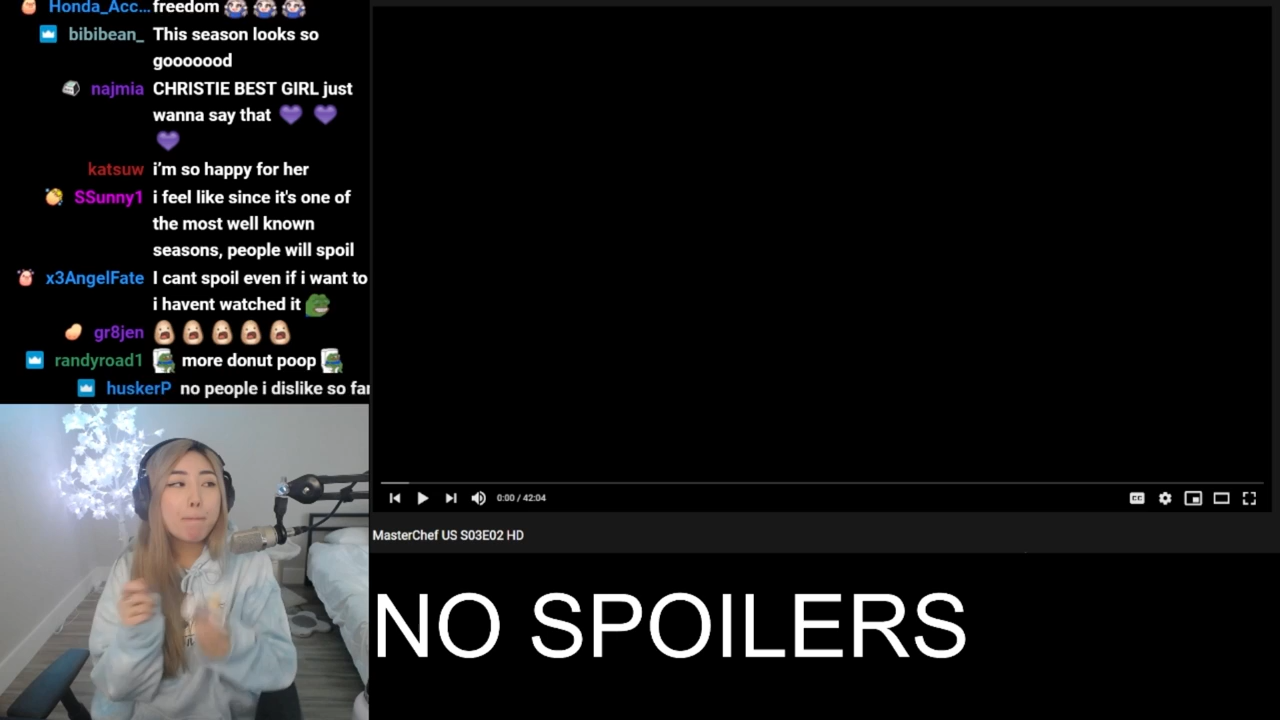 Honda_Acc... freedom
bibibean_ This season looks so
gooooood
najmia CHRISTIE BEST GIRL just
wanna say that
katsuw i'm so happy for her
SSunny1 i feel like since it's one of
the most well known
seasons, people will spoil
x3AngelFate I cant spoil even if i want to
i havent watched it
gr8jen
randyroad1 more donut poop
huskerP no people i dislike so far
0:00 / 42:04
CC
MasterChef US S03E02 HD
NO SPOILERS